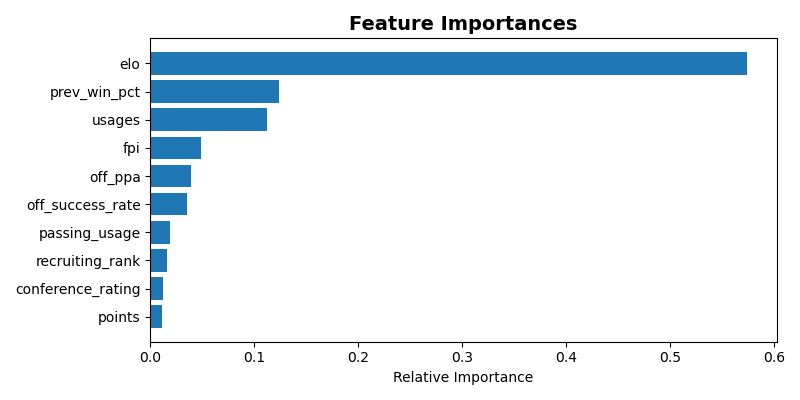 Feature Importances
elo
prev_win_pct
usages
fpi
off_ppa
off_success_rate
passing_usage
recruiting_rank
conference_rating
points
0.0 0.1 0.2 0.3 0.4 0.5 0.6
Relative Importance